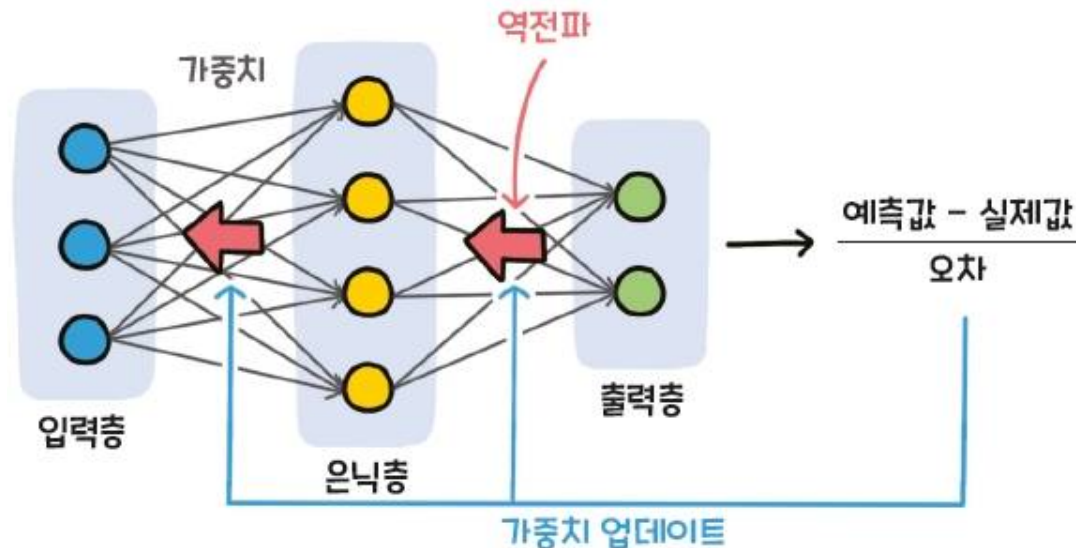 역전파
가중치
예측값 - 실제값
오차
출력층
입력층
은닉층
가중치 업데이트